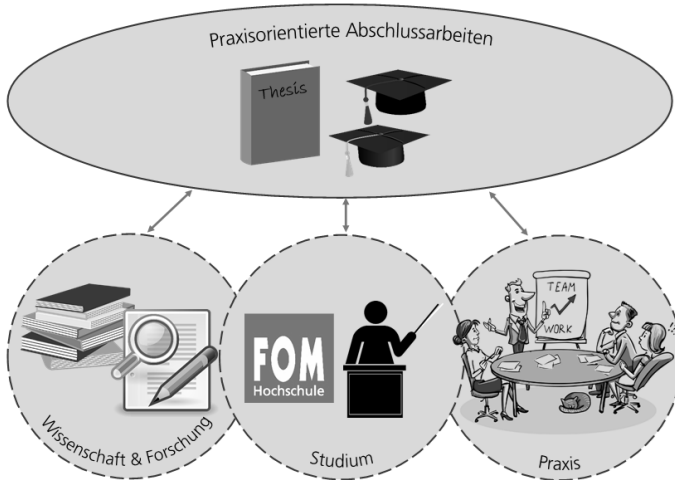 Praxisorientierte Abschlussarbeiten
Thesis
Wissenschaft & Forschung
FOM
Hochschule
Studium
TEAM
WORK
Praxis